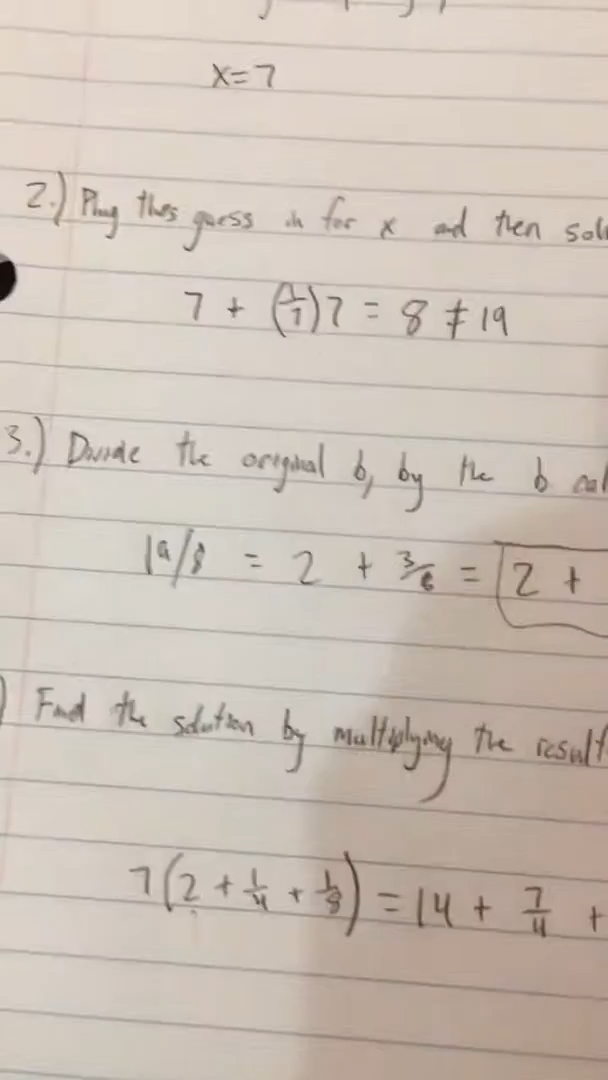 x=7
2.) Plug thes guess in for x and then sol
7 + (1/7)7 = 8 ≠ 19
3.) Divide the original b, by the b cal
19/8 = 2 + 3/8 = 2 +
) Find the solution by multiplying the result
7(2 + 1/4 + 1/8) = 14 + 7/4 +